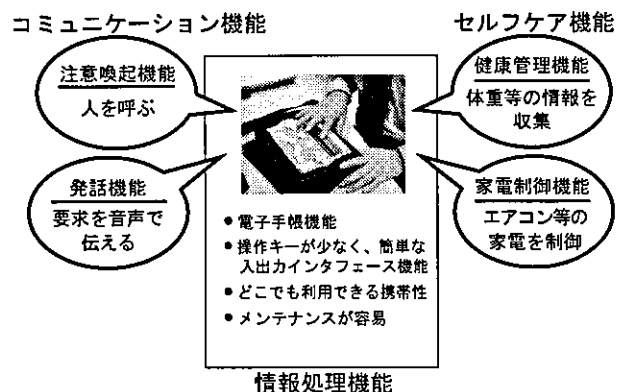 コミュニケーション機能
セルフケア機能
注意喚起機能
人を呼ぶ
発話機能
要求を音声で
伝える
健康管理機能
体重等の情報を
収集
家電制御機能
エアコン等の
家電を制御
• 電子手帳機能
• 操作キーが少なく、簡単な
入出力インタフェース機能
• どこでも利用できる携帯性
• メンテナンスが容易
情報処理機能